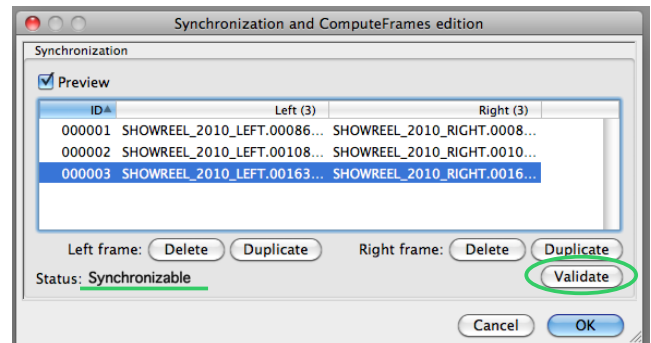 Synchronization and ComputeFrames edition
Synchronization
Preview
ID Left (3) Right (3)
000001 SHOWREEL_2010_LEFT.00086... SHOWREEL_2010_RIGHT.0008...
000002 SHOWREEL_2010_LEFT.00108... SHOWREEL_2010_RIGHT.0010...
000003 SHOWREEL_2010_LEFT.00163... SHOWREEL_2010_RIGHT.0016...
Left frame: Delete Duplicate Right frame: Delete Duplicate
Status: Synchronizable Validate
Cancel OK